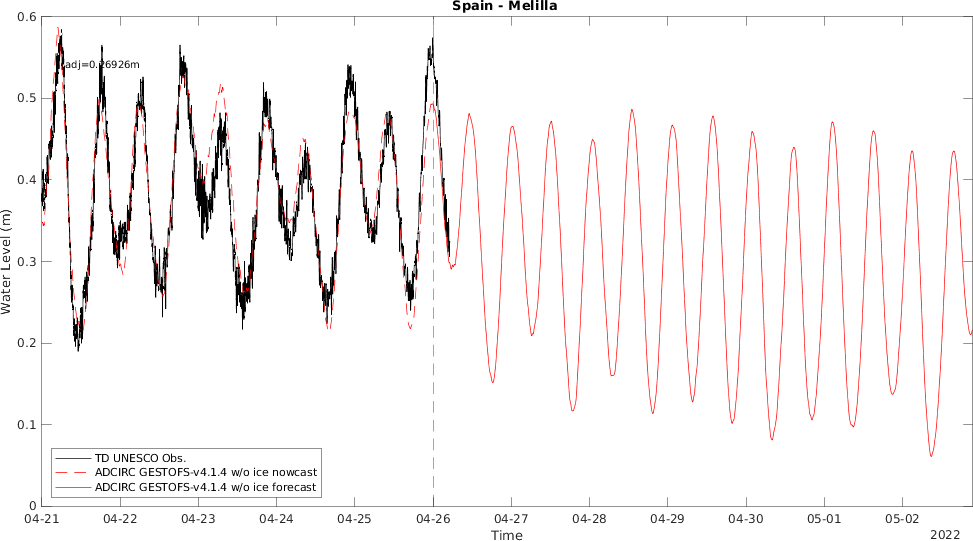 Spain - Melilla
adj=0.26926m
Water Level (m)
0.6
0.5
0.4
0.3
0.2
0.1
0
TD UNESCO Obs.
ADCIRC GESTOFS-v4.1.4 w/o ice nowcast
ADCIRC GESTOFS-v4.1.4 w/o ice forecast
04-21 04-22 04-23 04-24 04-25 04-26 04-27 04-28 04-29 04-30 05-01 05-02
Time
2022